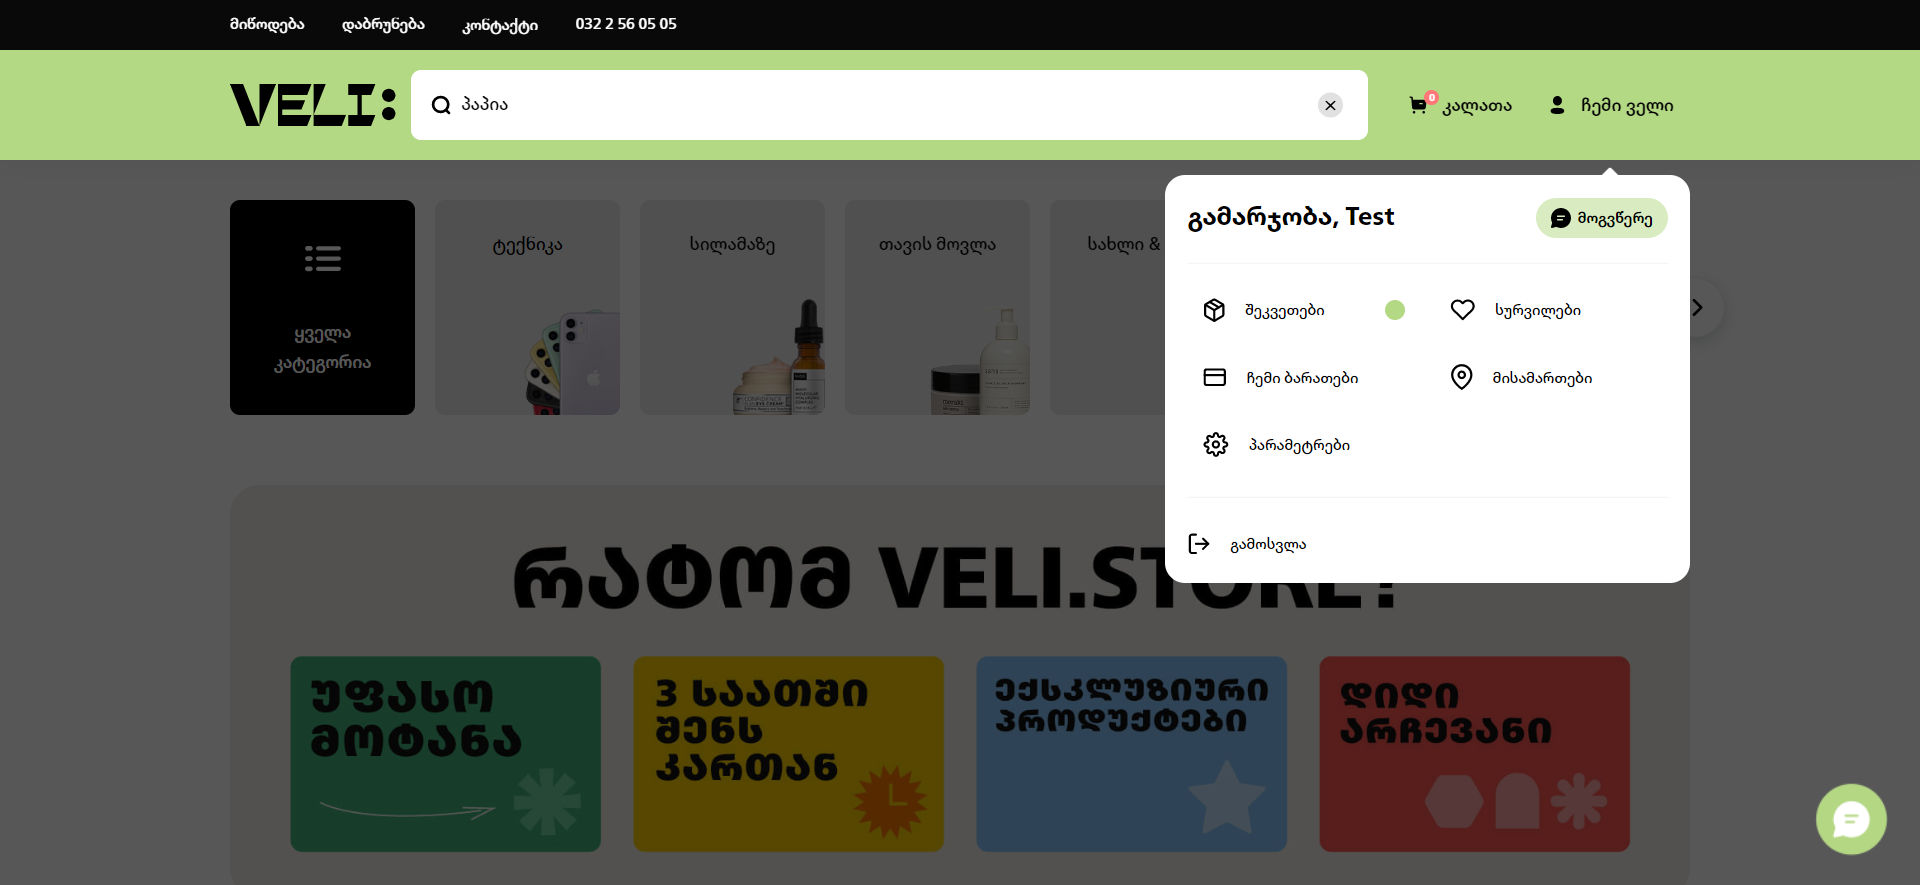 მიწოდება დაბრუნება კონტაქტი 032 2 56 05 05
VELI:
პაპია
0 კალათა ჩემი ველი
გამარჯობა, Test
მოგვწერე
შეკვეთები
სურვილები
ჩემი ბარათები
მისამართები
პარამეტრები
გამოსვლა
ყველა
კატეგორია
ტექნიკა
სილამაზე
თავის მოვლა
სახლი &
რატომ VELI.STORE?
უფასო
მოტანა
3 საათში
შენს
კართან
ექსკლუზიური
პროდუქტები
დიდი
არჩევანი